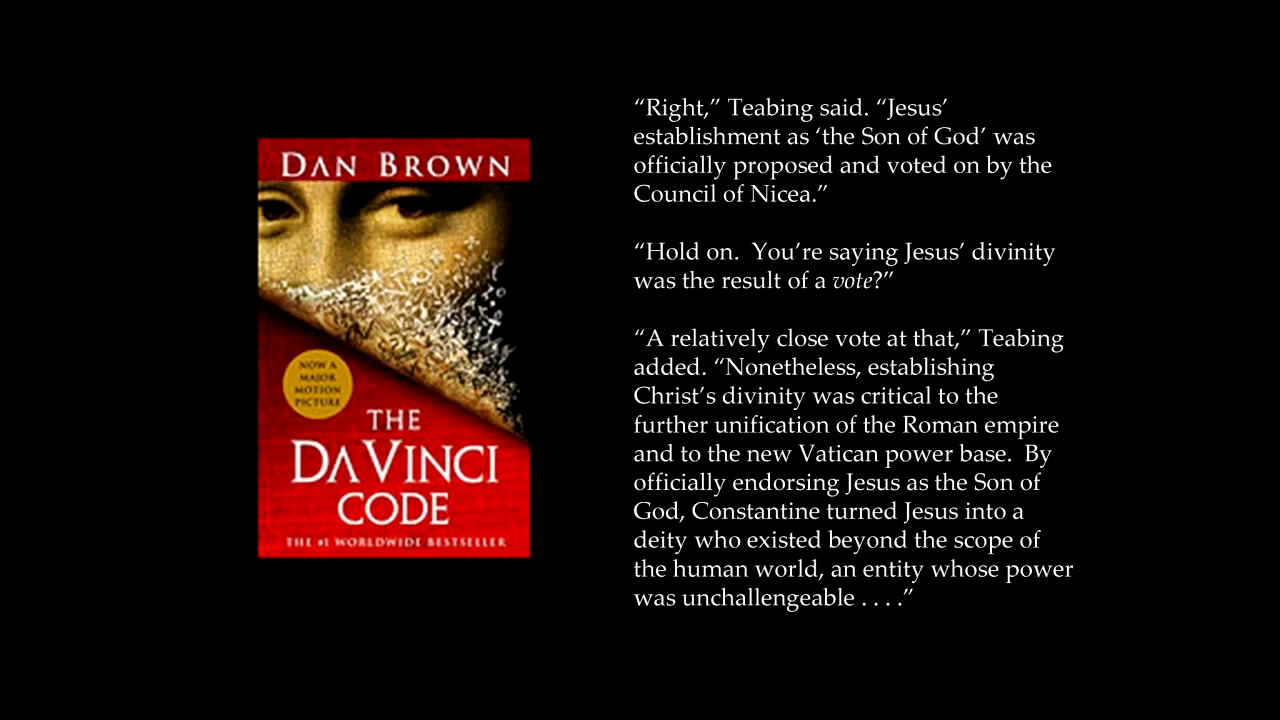 DAN BROWN
NOW A
MAJOR
MOTION
PICTURE
THE
DA VINCI
CODE
THE #1 WORLDWIDE BESTSELLER
“Right,” Teabing said. “Jesus’
establishment as ‘the Son of God’ was
officially proposed and voted on by the
Council of Nicea.”
“Hold on.  You’re saying Jesus’ divinity
was the result of a vote?”
“A relatively close vote at that,” Teabing
added. “Nonetheless, establishing
Christ’s divinity was critical to the
further unification of the Roman empire
and to the new Vatican power base.  By
officially endorsing Jesus as the Son of
God, Constantine turned Jesus into a
deity who existed beyond the scope of
the human world, an entity whose power
was unchallengeable . . . .”